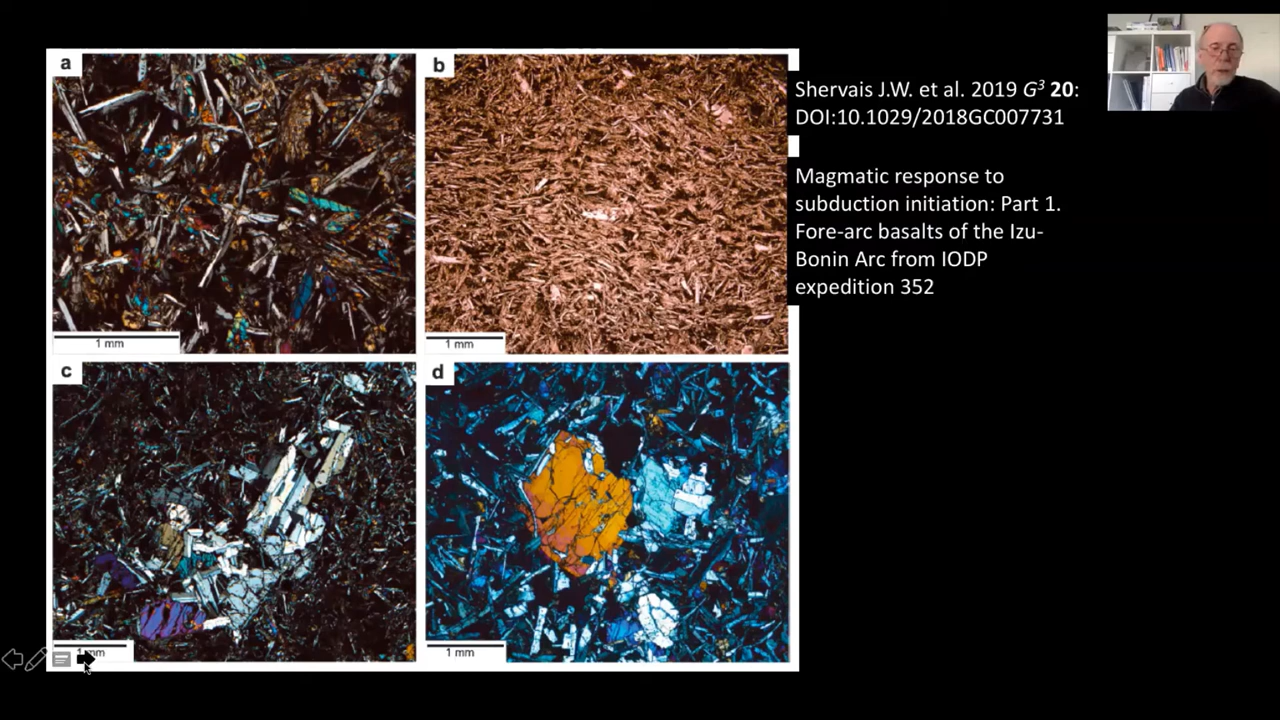 a
b
Shervais J.W. et al. 2019 G³ 20:
DOI:10.1029/2018GC007731
Magmatic response to
subduction initiation: Part 1.
Fore-arc basalts of the Izu-
Bonin Arc from IODP
expedition 352
1 mm
1 mm
c
d
1 mm
1 mm